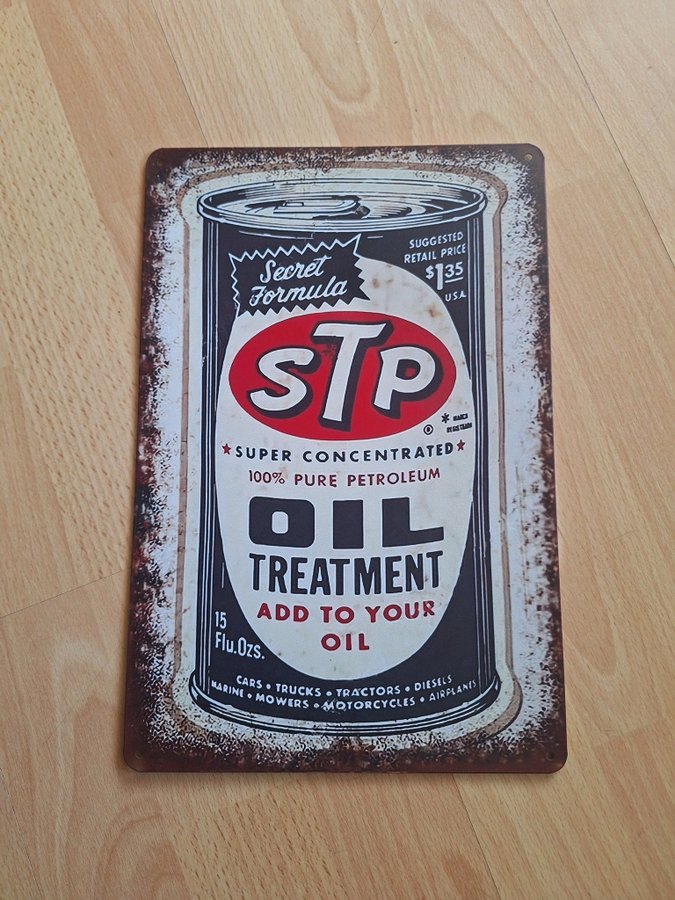 Secret
Formula
SUGGESTED
RETAIL PRICE
$1.35
U.S.A.
STP
®
SUPER CONCENTRATED
100% PURE PETROLEUM
OIL
TREATMENT
ADD TO YOUR
OIL
15
Flu.Ozs.
CARS • TRUCKS • TRACTORS • DIESELS
MARINE • MOWERS • MOTORCYCLES • AIRPLANES